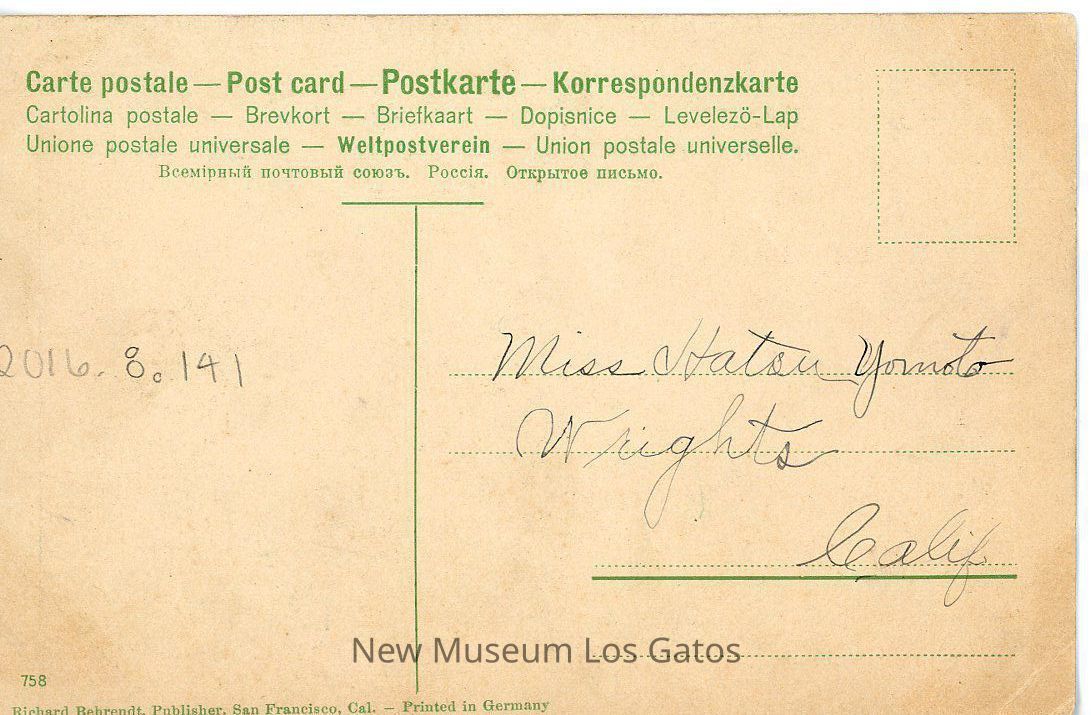 Carte postale — Post card — Postkarte — Korrespondenzkarte
Cartolina postale — Brevkort — Briefkaart — Dopisnice — Levelezö-Lap
Unione postale universale — Weltpostverein — Union postale universelle.
Всемірный почтовый союзъ. Россія. Открытое письмо.
2016.8.141
Miss Hatsu Yomoto
Wrights
Calif
New Museum Los Gatos
758
Richard Behrendt, Publisher, San Francisco, Cal. — Printed in Germany